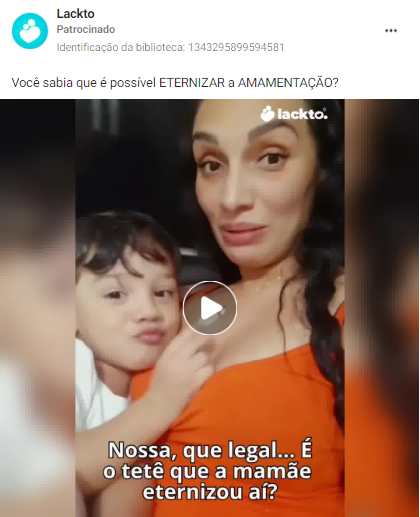 Lackto
Patrocinado
Identificação da biblioteca: 1343295899594581
Você sabia que é possível ETERNIZAR a AMAMENTAÇÃO?
lackto.
Nossa, que legal... É
o tetê que a mamãe
eternizou aí?